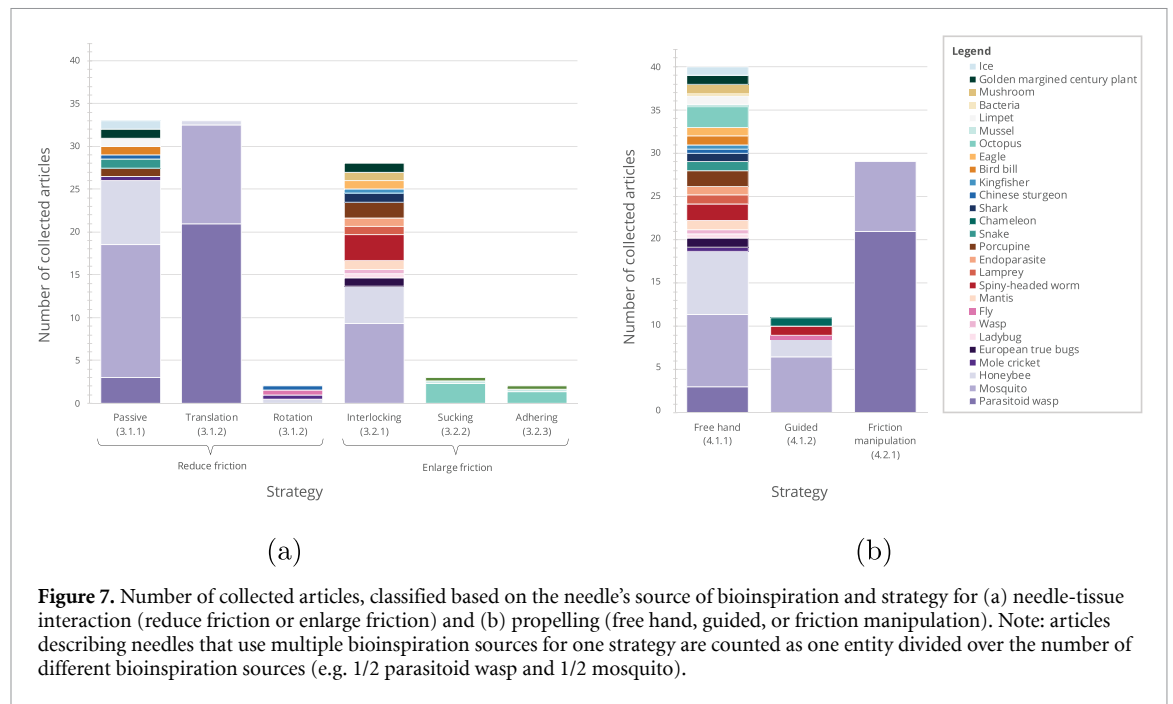 40
35
30
25
20
15
10
5
0
Number of collected articles
Passive
(3.1.1)
Translation
(3.1.2)
Rotation
(3.1.2)
Interlocking
(3.2.1)
Sucking
(3.2.2)
Adhering
(3.2.3)
Reduce friction
Enlarge friction
Strategy
(a)
40
35
30
25
20
15
10
5
0
Number of collected articles
Free hand
(4.1.1)
Guided
(4.1.2)
Friction
manipulation
(4.2.1)
Strategy
(b)
Legend
Ice
Golden margined century plant
Mushroom
Bacteria
Limpet
Mussel
Octopus
Eagle
Bird bill
Kingfisher
Chinese surgeon
Shark
Chameleon
Snake
Porcupine
Endoparasite
Lamprey
Spiny-headed worm
Mantis
Fly
Wasp
Ladybug
European true bugs
Mole cricket
Honeybee
Mosquito
Parasitoid wasp
Figure 7. Number of collected articles, classified based on the needle's source of bioinspiration and strategy for (a) needle-tissue
interaction (reduce friction or enlarge friction) and (b) propelling (free hand, guided, or friction manipulation). Note: articles
describing needles that use multiple bioinspiration sources for one strategy are counted as one entity divided over the number of
different bioinspiration sources (e.g. 1/2 parasitoid wasp and 1/2 mosquito).